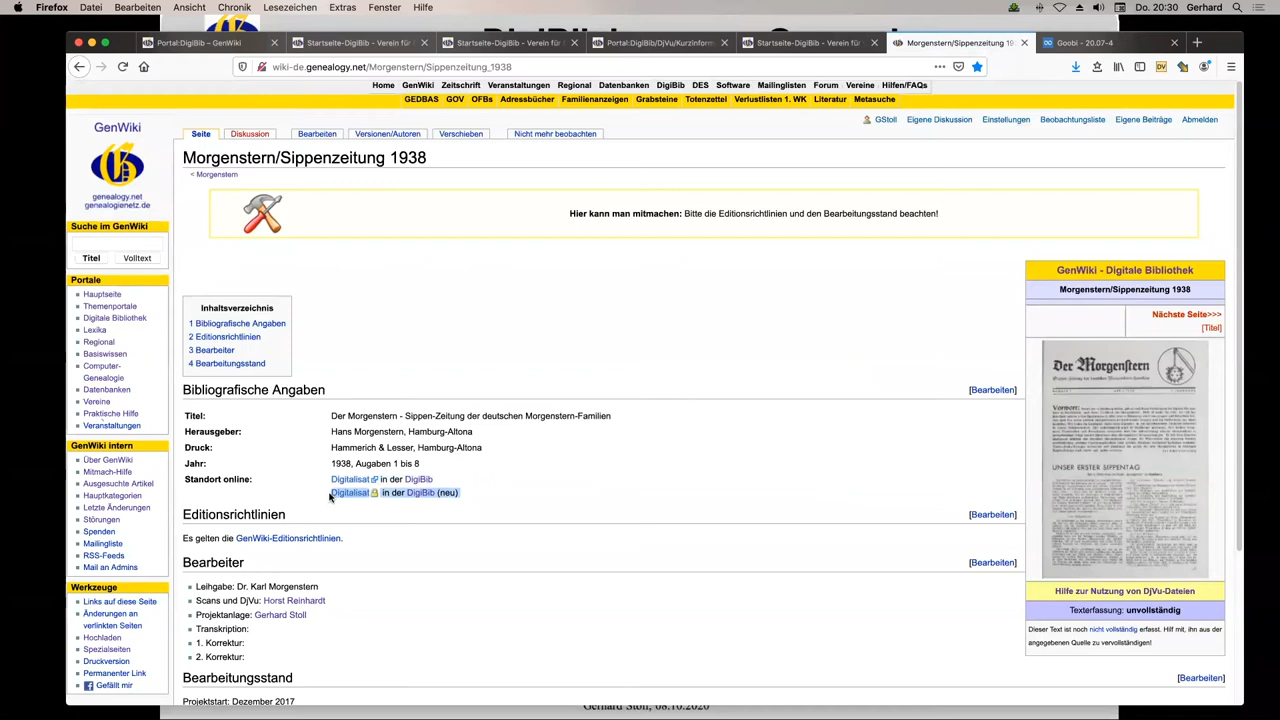 Firefox Ablage Bearbeiten Ansicht Chronik Lesezeichen Extras Fenster Hilfe
Do. 20:30 Gerhard
Portal:DigiBib – GenWiki
Startseite-DigiBib - Verein für
Startseite-DigiBib - Verein für
Portal:DigiBib/DjVu/Kurzinform
Startseite-DigiBib - Verein für
Morgenstern/Sippenzeitung 193
Goobi - 20.07-4
wiki-de.genealogy.net/Morgenstern/Sippenzeitung_1938
Home GenWiki Zeitschrift Veranstaltungen Regional Datenbanken DigiBib DES Software Mailinglisten Forum Vereine Hilfen/FAQs
GEDBAS GOV OFBs Adressbücher Familienanzeigen Grabsteine Totenzettel Verlustlisten 1. WK Literatur Metasuche
GStoll Eigene Diskussion Einstellungen Beobachtungsliste Eigene Beiträge Abmelden
GenWiki
genealogy.net
genealogienetz.de
Suche im GenWiki
Titel Volltext
Portale
Hauptseite
Themenportale
Digitale Bibliothek
Lexika
Regional
Basiswissen
Computer-
Genealogie
Datenbanken
Vereine
Praktische Hilfe
Veranstaltungen
GenWiki intern
Über GenWiki
Mitmach-Hilfe
Ausgesuchte Artikel
Hauptkategorien
Letzte Änderungen
Störungen
Spenden
Mailingliste
RSS-Feeds
Mail an Admins
Werkzeuge
Links auf diese Seite
Änderungen an
verlinkten Seiten
Hochladen
Spezialseiten
Druckversion
Permanenter Link
Gefällt mir
Seite Diskussion Bearbeiten Versionen/Autoren Verschieben Nicht mehr beobachten
Morgenstern/Sippenzeitung 1938
< Morgenstern
Hier kann man mitmachen: Bitte die Editionsrichtlinien und den Bearbeitungsstand beachten!
Inhaltsverzeichnis
1 Bibliografische Angaben
2 Editionsrichtlinien
3 Bearbeiter
4 Bearbeitungsstand
Bibliografische Angaben [Bearbeiten]
Titel: Der Morgenstern - Sippen-Zeitung der deutschen Morgenstern-Familien
Herausgeber: Hans Morgenstern, Hamburg-Altona
Druck: Hammerich & Lesser, Hamburg-Altona
Jahr: 1938, Augaben 1 bis 8
Standort online: Digitalisat in der DigiBib
Digitalisat in der DigiBib (neu)
Editionsrichtlinien [Bearbeiten]
Es gelten die GenWiki-Editionsrichtlinien.
Bearbeiter [Bearbeiten]
Leihgabe: Dr. Karl Morgenstern
Scans und DjVu: Horst Reinhardt
Projektanlage: Gerhard Stoll
Transkription:
1. Korrektur:
2. Korrektur:
Bearbeitungsstand [Bearbeiten]
Projektstart: Dezember 2017
GenWiki - Digitale Bibliothek
Morgenstern/Sippenzeitung 1938
Nächste Seite>>>
[Titel]
Der Morgenstern
Vorwort:
UNSER ERSTER SIPPENTAG
Hilfe zur Nutzung von DjVu-Dateien
Texterfassung: unvollständig
Dieser Text ist noch nicht vollständig erfasst. Hilf mit, ihn aus der
angegebenen Quelle zu vervollständigen!
Gerhard Stoll, 08.10.2020